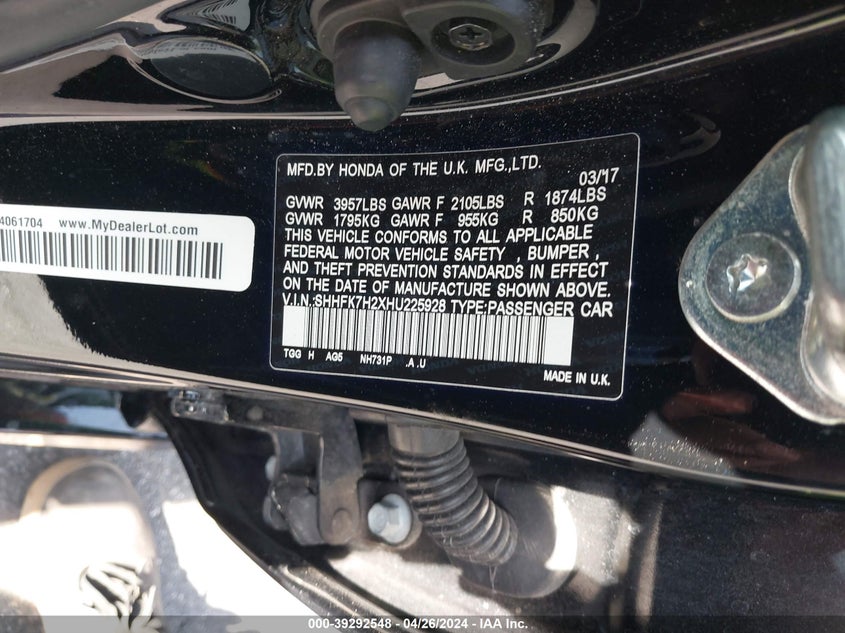 MFD.BY HONDA OF THE U.K. MFG.,LTD.
03/17
GVWR 3957LBS GAWR F 2105LBS R 1874LBS
GVWR 1795KG GAWR F 955KG R 850KG
THIS VEHICLE CONFORMS TO ALL APPLICABLE
FEDERAL MOTOR VEHICLE SAFETY , BUMPER ,
AND THEFT PREVENTION STANDARDS IN EFFECT
ON THE DATE OF MANUFACTURE SHOWN ABOVE.
V.I.N.:SHHFK7H2XHU225928 TYPE:PASSENGER CAR
TGG H AG5 NH731P .A .U
MADE IN U.K.
4061704 www.MyDealerLot.com
000-39292548 - 04/26/2024 - IAA Inc.